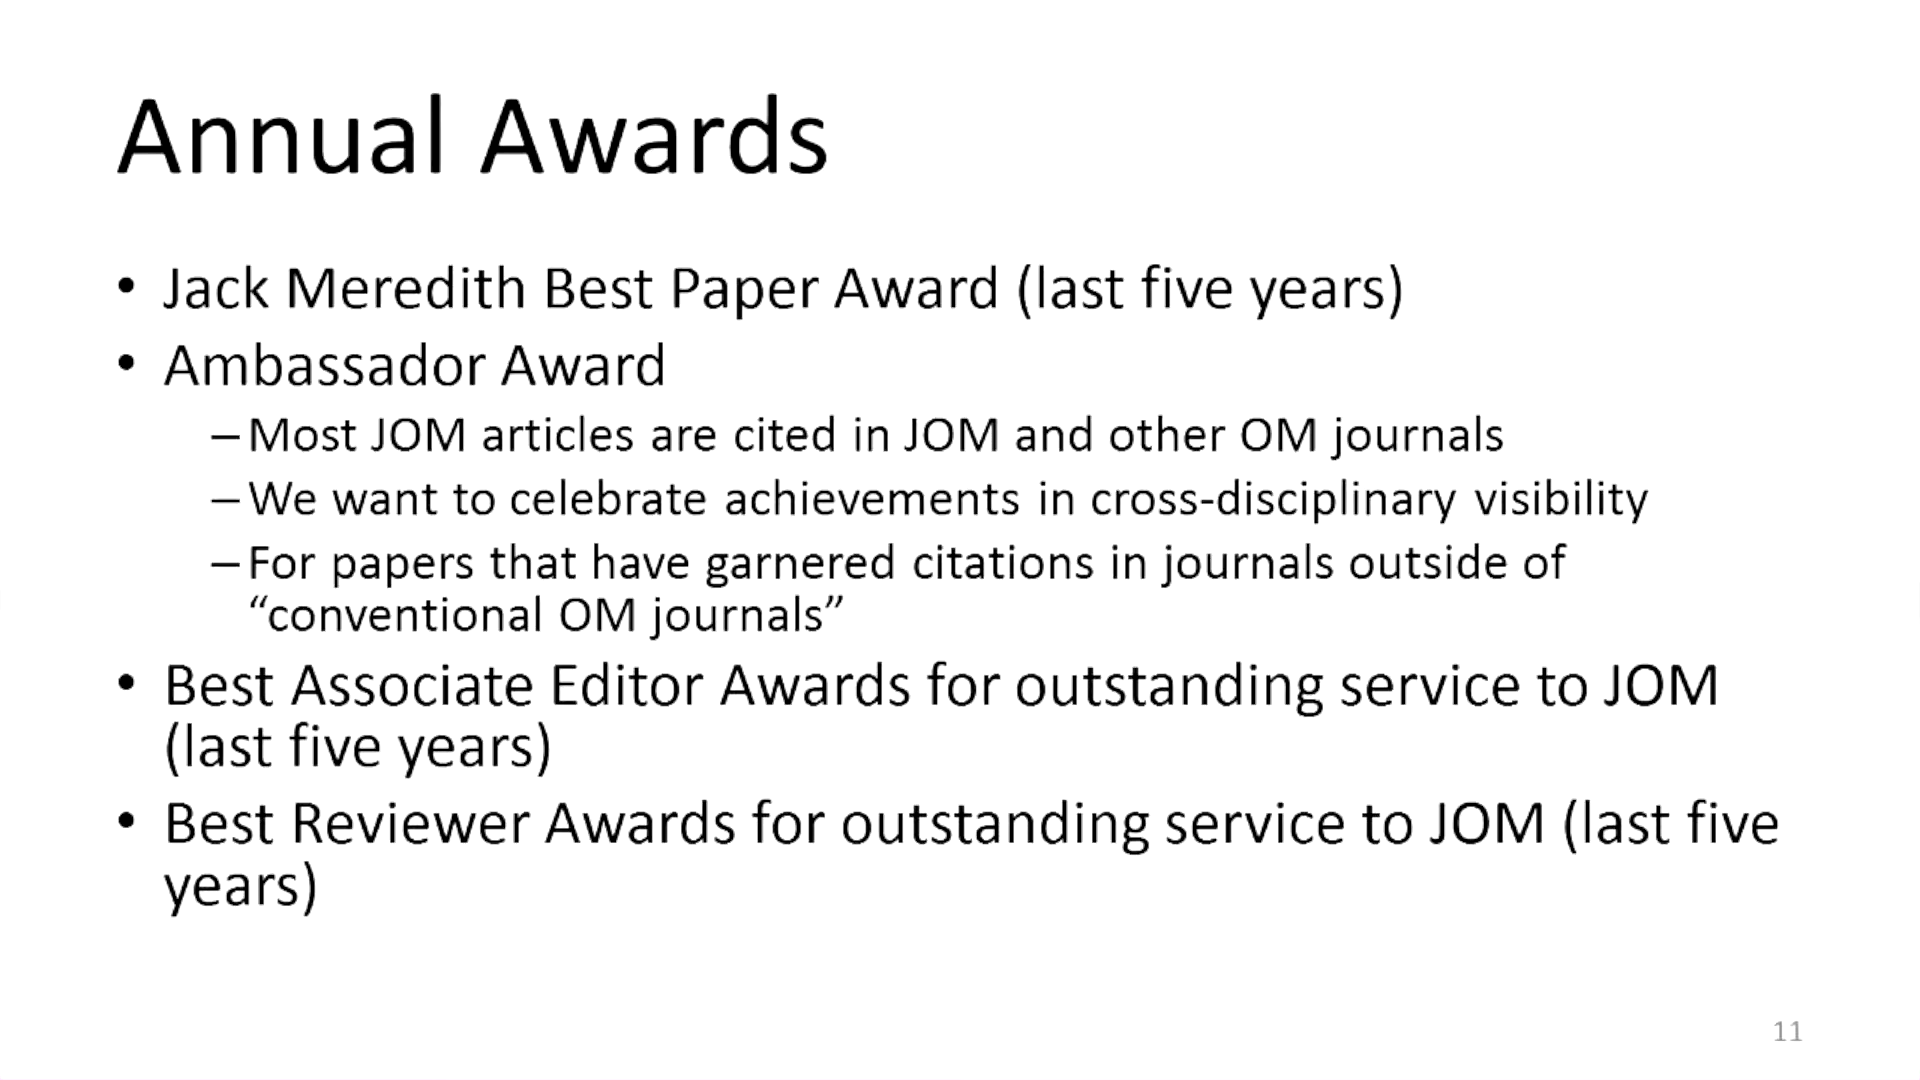 Annual Awards
• Jack Meredith Best Paper Award (last five years)
• Ambassador Award
–Most JOM articles are cited in JOM and other OM journals
–We want to celebrate achievements in cross-disciplinary visibility
–For papers that have garnered citations in journals outside of
“conventional OM journals”
• Best Associate Editor Awards for outstanding service to JOM
(last five years)
• Best Reviewer Awards for outstanding service to JOM (last five
years)
11